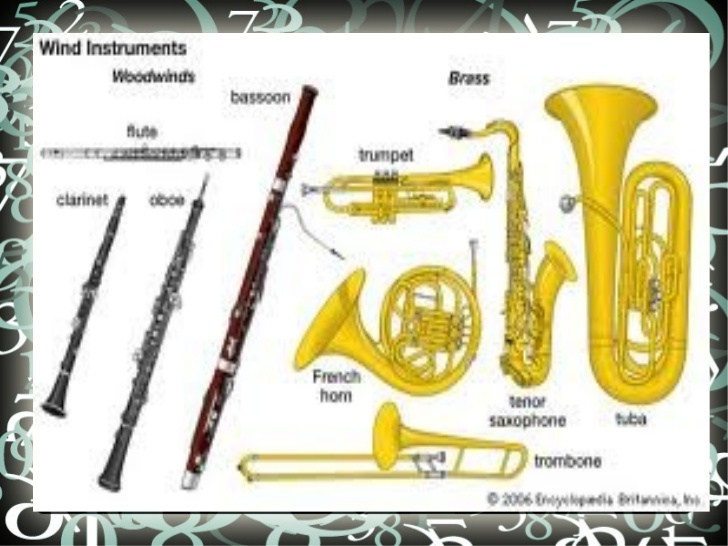 Wind Instruments
Woodwinds
Brass
bassoon
flute
trumpet
clarinet
oboe
French
horn
tenor
saxophone
tuba
trombone
© 2006 Encyclopædia Britannica, Inc.